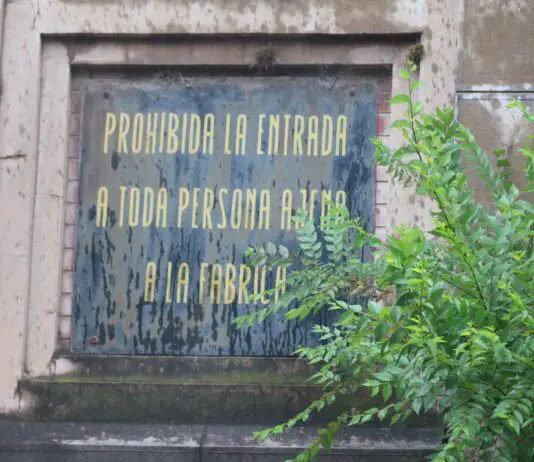 PROHIBIDA LA ENTRADA
A TODA PERSONA AJENA
A LA FABRICA